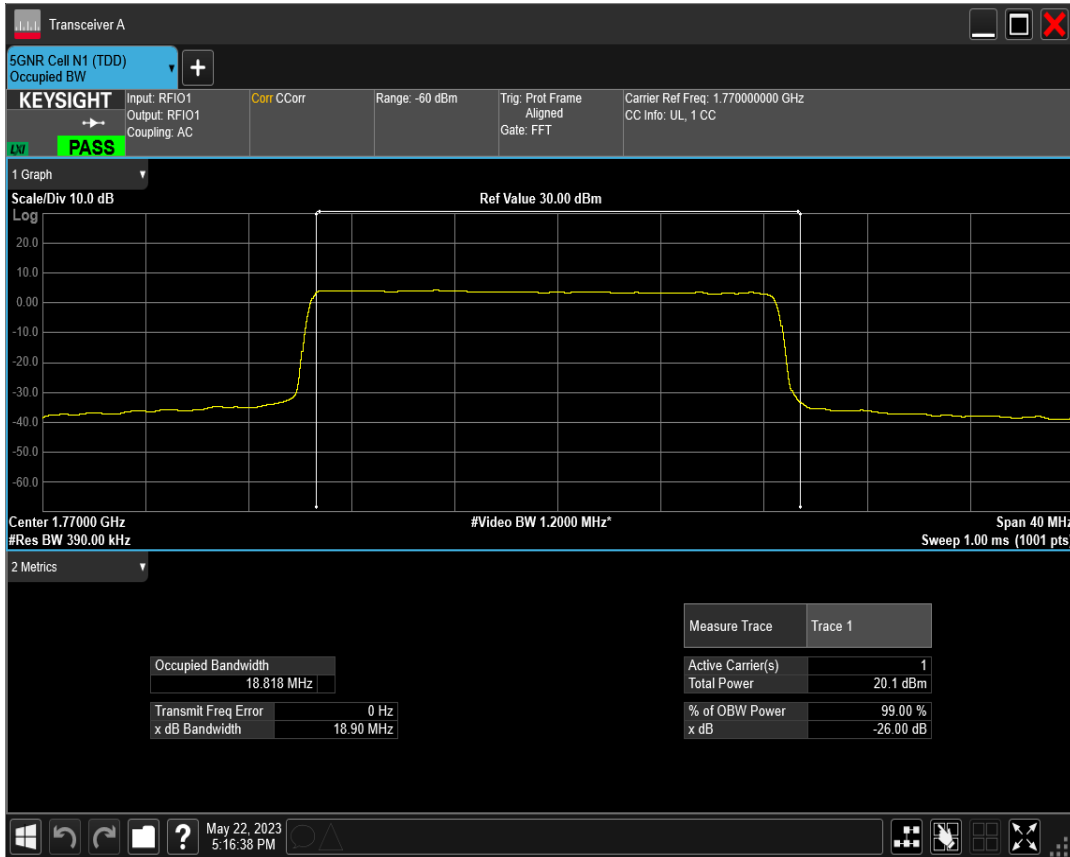 Transceiver A
5GNR Cell N1 (TDD)
Occupied BW
+
KEYSIGHT
LXI
PASS
Input: RFIO1
Output: RFIO1
Coupling: AC
Corr CCorr
Range: -60 dBm
Trig: Prot Frame
Aligned
Gate: FFT
Carrier Ref Freq: 1.770000000 GHz
CC Info: UL, 1 CC
1 Graph
Scale/Div 10.0 dB
Ref Value 30.00 dBm
Log
20.0
10.0
0.00
-10.0
-20.0
-30.0
-40.0
-50.0
-60.0
Center 1.77000 GHz
#Video BW 1.2000 MHz*
Span 40 MHz
#Res BW 390.00 kHz
Sweep 1.00 ms (1001 pts)
2 Metrics
Measure Trace Trace 1
Occupied Bandwidth
18.818 MHz
Active Carrier(s) 1
Total Power 20.1 dBm
Transmit Freq Error 0 Hz
x dB Bandwidth 18.90 MHz
% of OBW Power 99.00 %
x dB -26.00 dB
?
May 22, 2023
5:16:38 PM